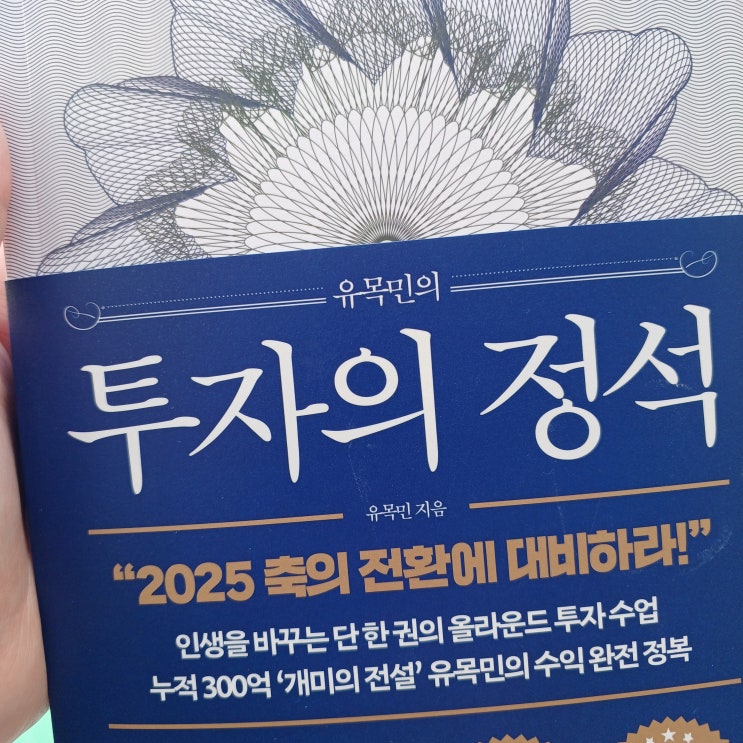 유목민의
투자의 정석
유목민 지음
“2025 축의 전환에 대비하라!”
인생을 바꾸는 단 한 권의 올라운드 투자 수업
누적 300억 ‘개미의 전설’ 유목민의 수익 완전 정복